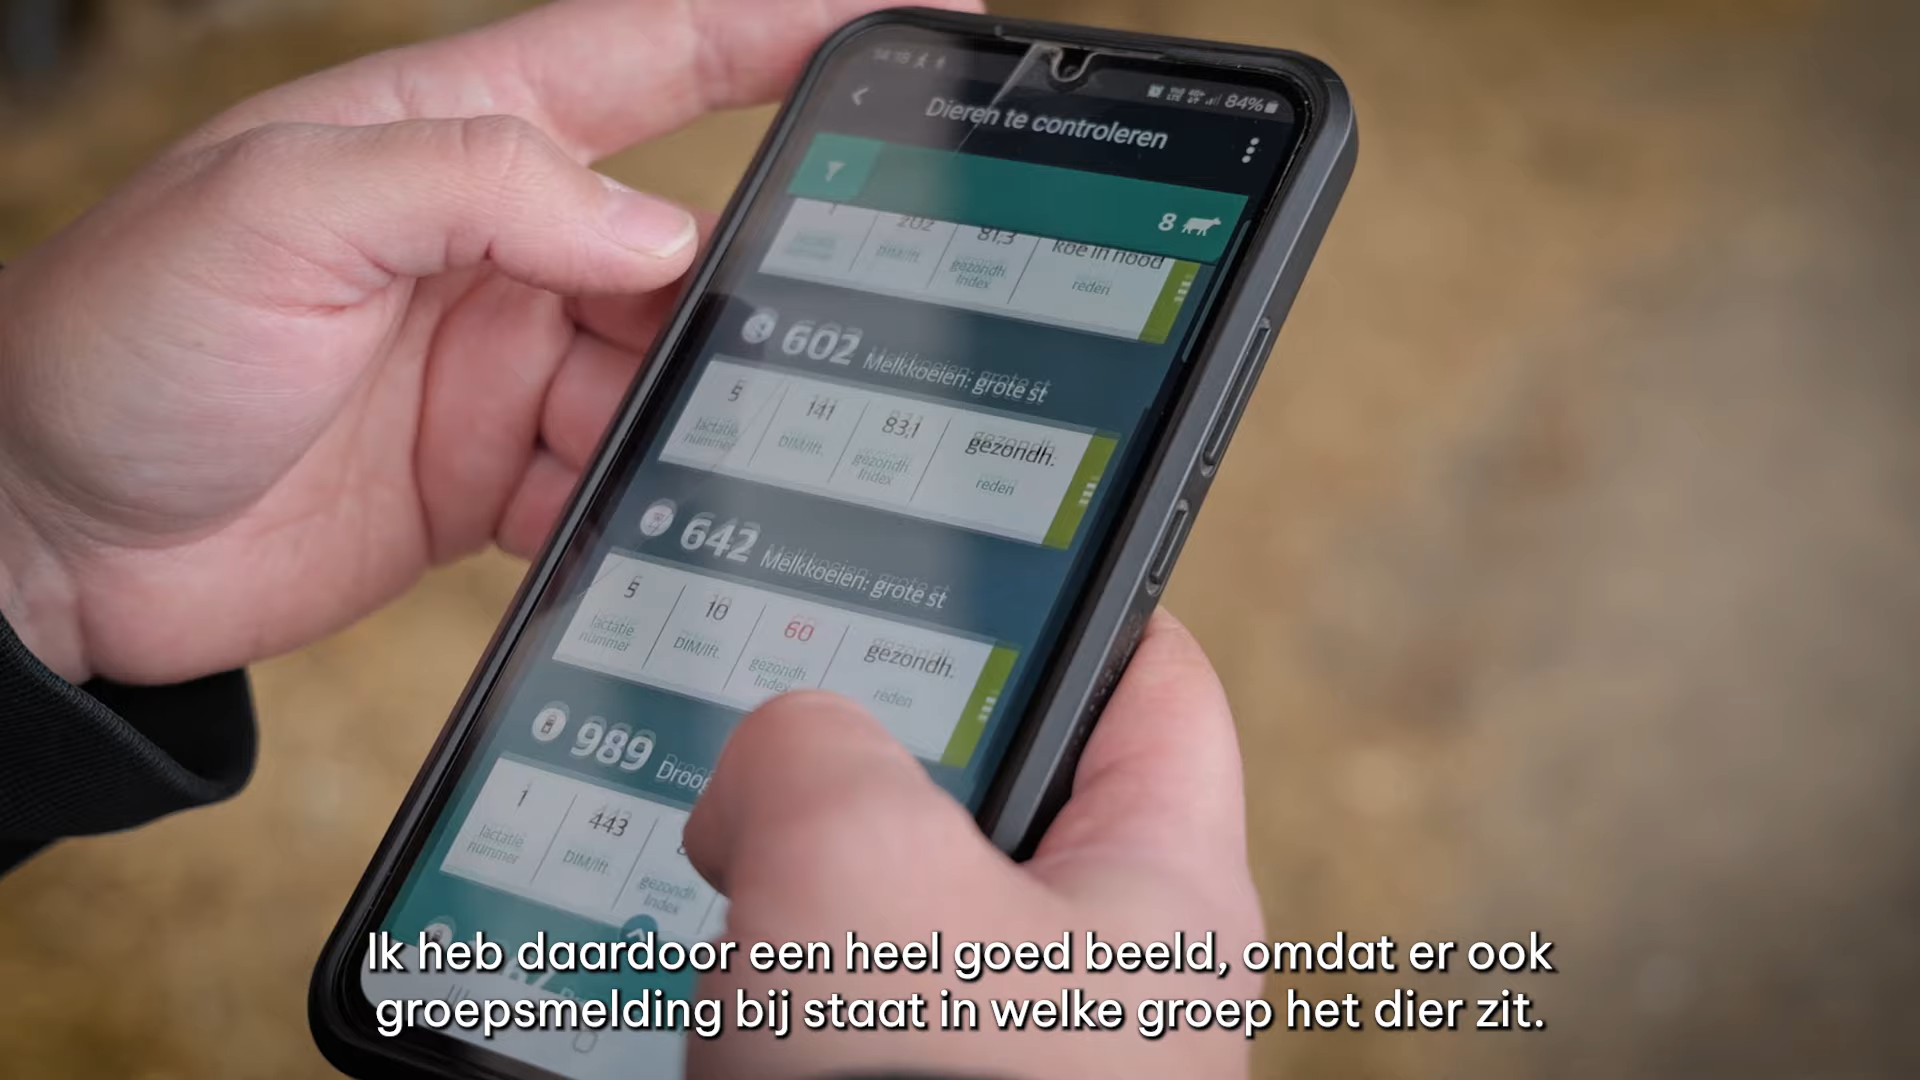 84%
Dieren te controleren
8
202
81,3
koe in nood
DIM/lft.
gezondh.
Index
reden
602 Melkkoeien: grote st
5
141
83,1
gezondh.
lactatie
nummer
DIM/lft.
gezondh.
Index
reden
642 Melkkoeien: grote st
5
10
60
gezondh.
lactatie
nummer
DIM/lft.
gezondh.
Index
reden
989
1
443
lactatie
nummer
DIM/lft.
gezondh.
Index
Ik heb daardoor een heel goed beeld, omdat er ook
groepsmelding bij staat in welke groep het dier zit.